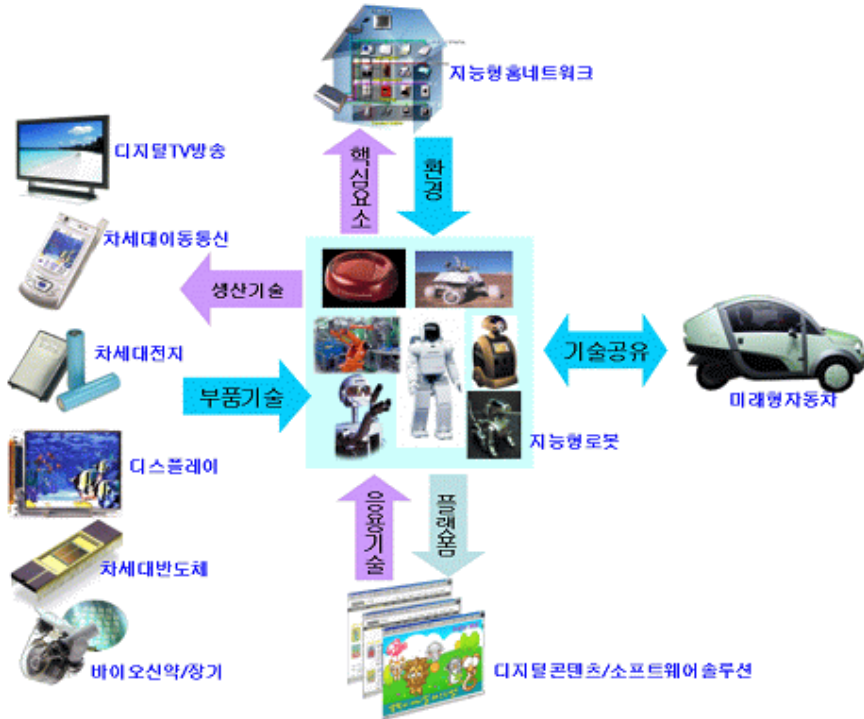 지능형홈네트워크
디지털TV방송
핵심요소
환경
차세대이동통신
생산기술
차세대전지
부품기술
기술공유
미래형자동차
지능형로봇
디스플레이
응용기술
플랫폼
차세대반도체
바이오신약/장기
디지털콘텐츠/소프트웨어솔루션